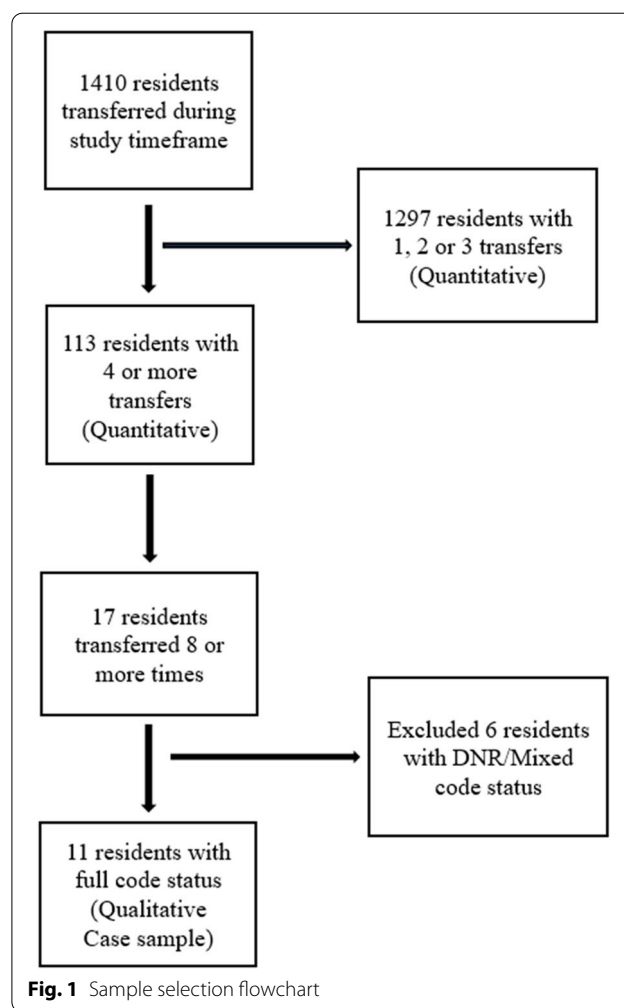 1410 residents
transferred during
study timeframe
1297 residents with
1, 2 or 3 transfers
(Quantitative)
113 residents with
4 or more
transfers
(Quantitative)
17 residents
transferred 8 or
more times
Excluded 6 residents
with DNR/Mixed
code status
11 residents with
full code status
(Qualitative
Case sample)
Fig. 1 Sample selection flowchart